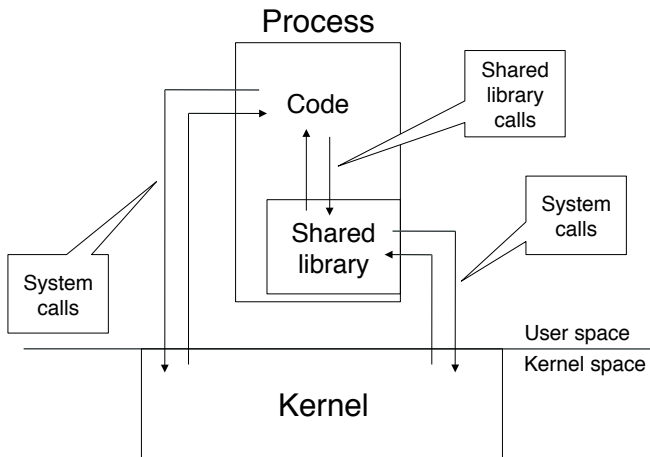 Process
Shared
library
calls
Code
System
calls
Shared
library
System
calls
User space
Kernel space
Kernel